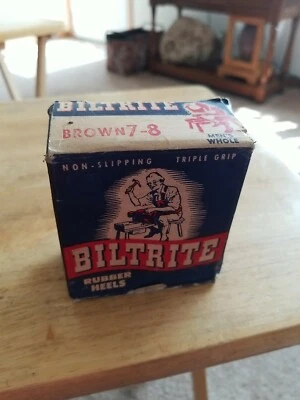 BILTRITE
BROWN 7-8
MEN'S
WHOLE
NON-SLIPPING TRIPLE GRIP
BILTRITE
RUBBER
HEELS